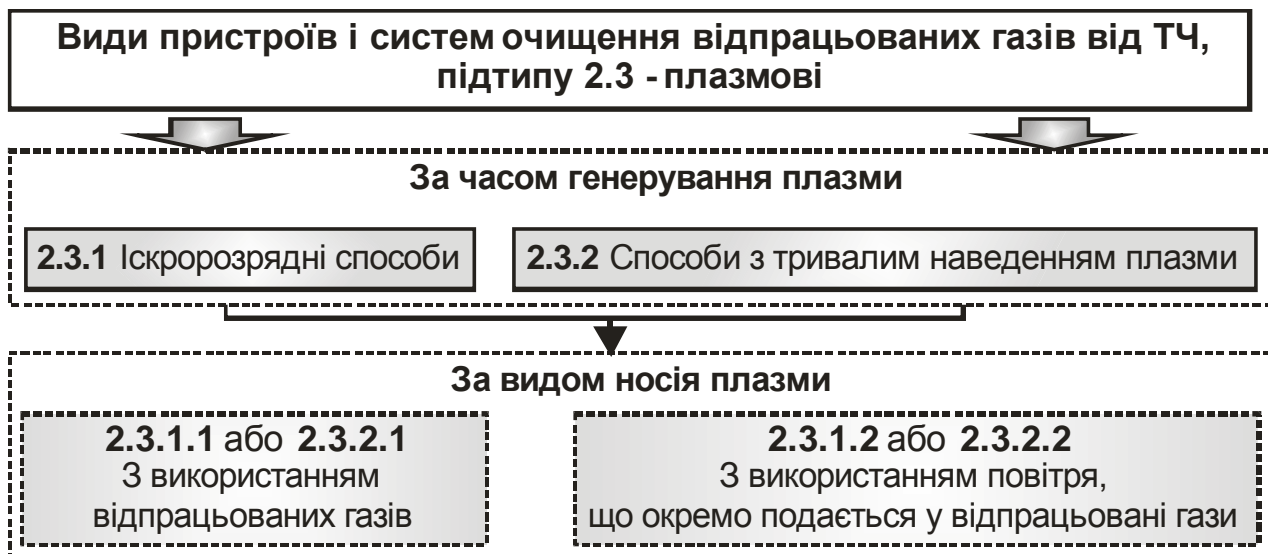 Види пристроїв і систем очищення відпрацьованих газів від ТЧ,
підтипу 2.3 - плазмові
За часом генерування плазми
2.3.1 Іскророзрядні способи
2.3.2 Способи з тривалим наведенням плазми
За видом носія плазми
2.3.1.1 або 2.3.2.1
З використанням
відпрацьованих газів
2.3.1.2 або 2.3.2.2
З використанням повітря,
що окремо подається у відпрацьовані гази